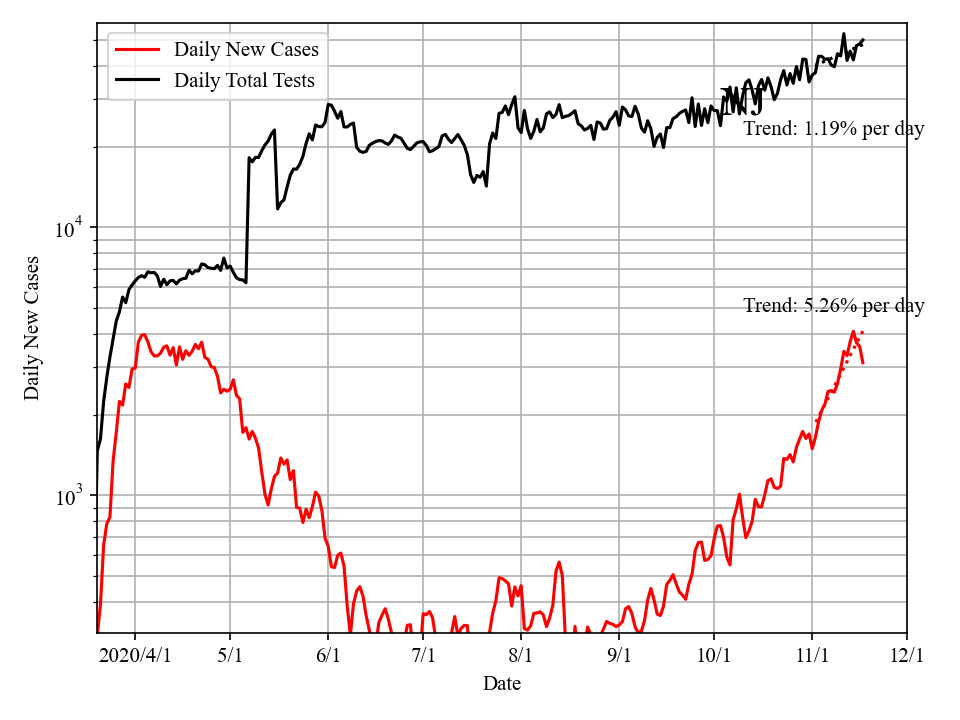 Daily New Cases
Daily Total Tests
NJ
Trend: 1.19% per day
Trend: 5.26% per day
10^4
10^3
Daily New Cases
2020/4/1 5/1 6/1 7/1 8/1 9/1 10/1 11/1 12/1
Date